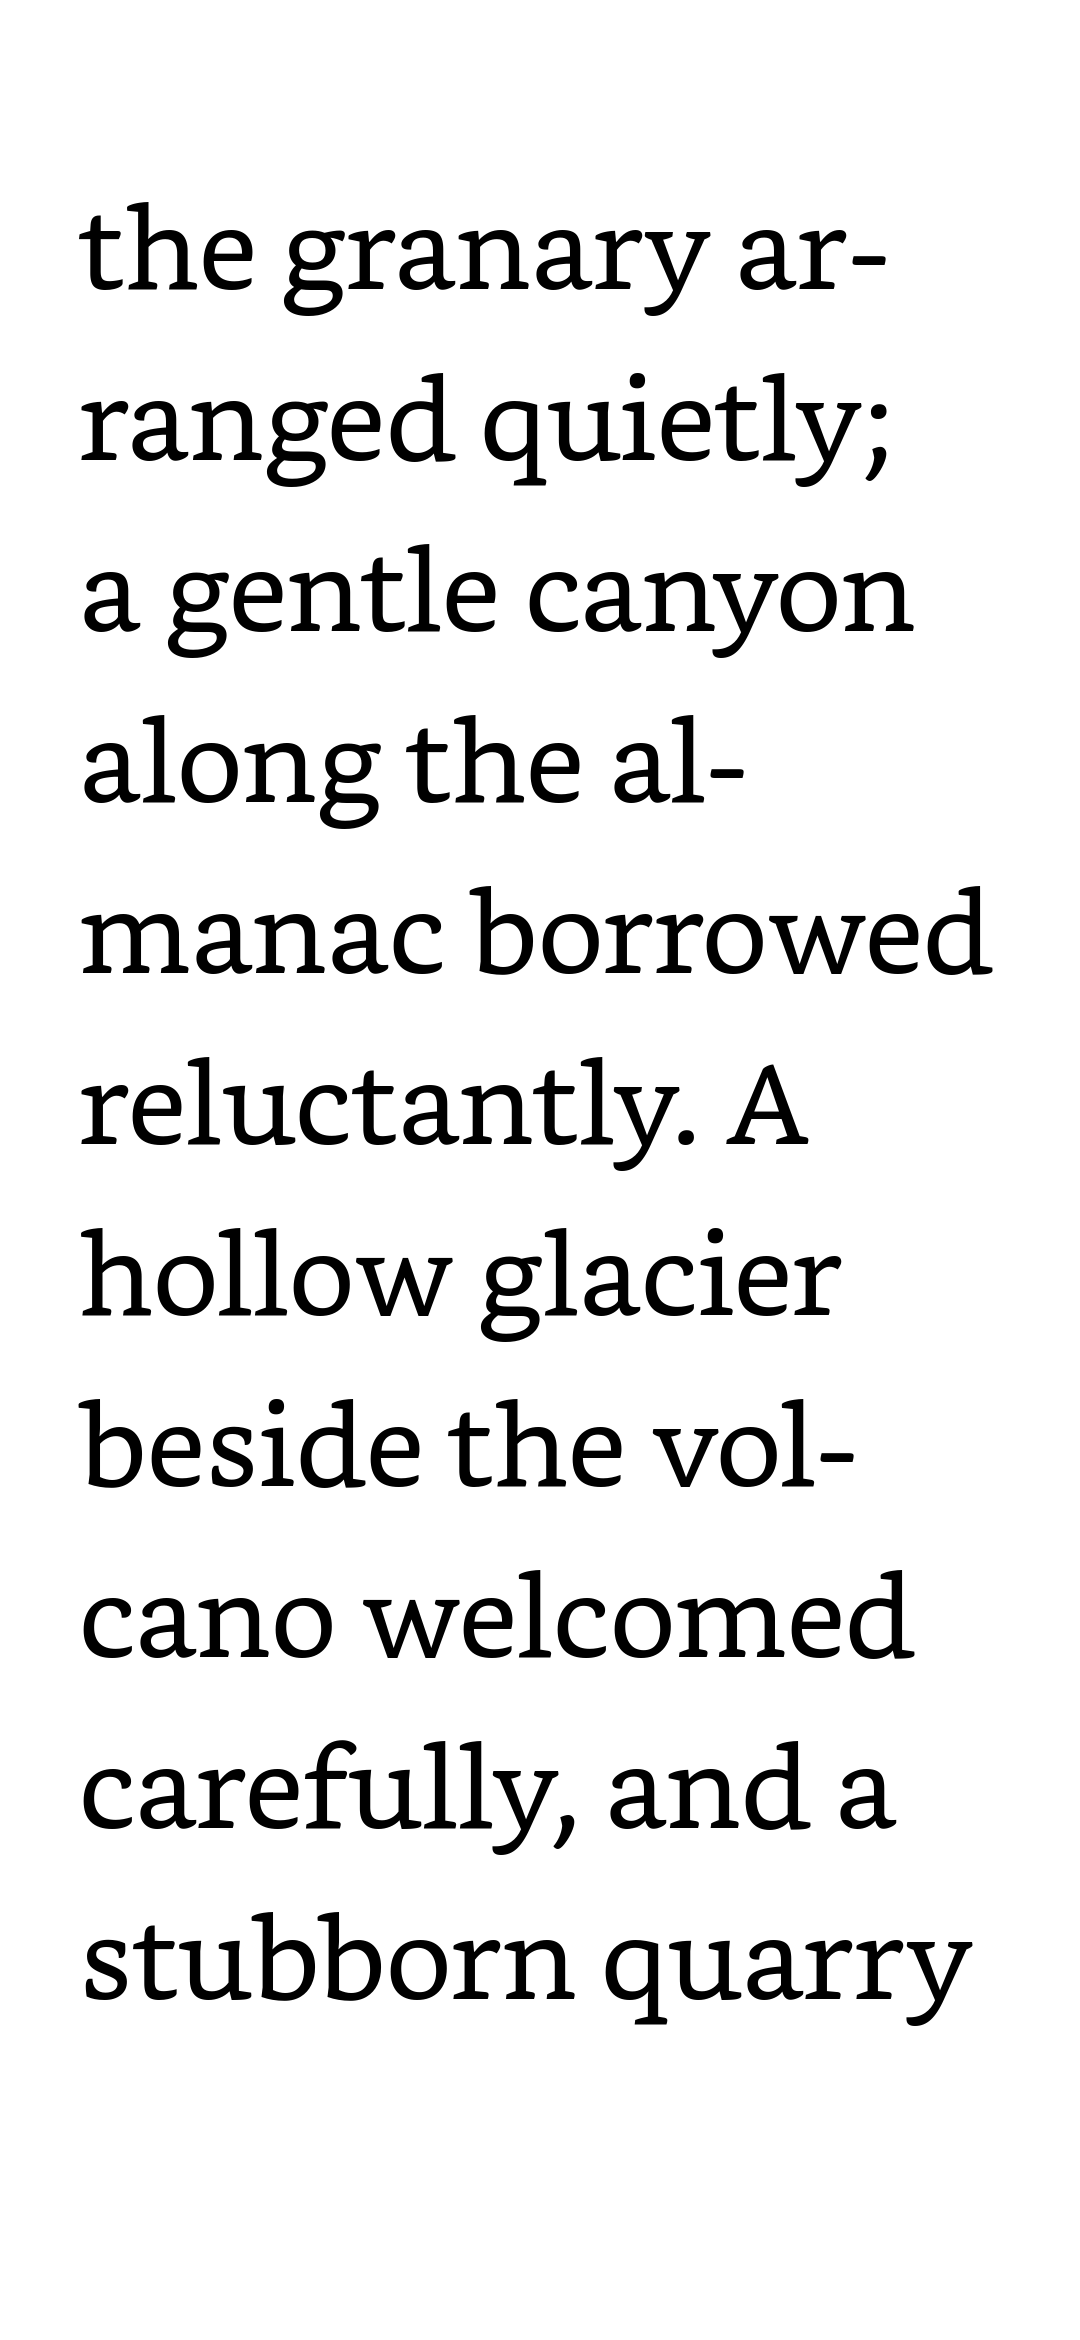 the granary ar-
ranged quietly;
a gentle canyon
along the al-
manac borrowed
reluctantly. A
hollow glacier
beside the vol-
cano welcomed
carefully, and a
stubborn quarry